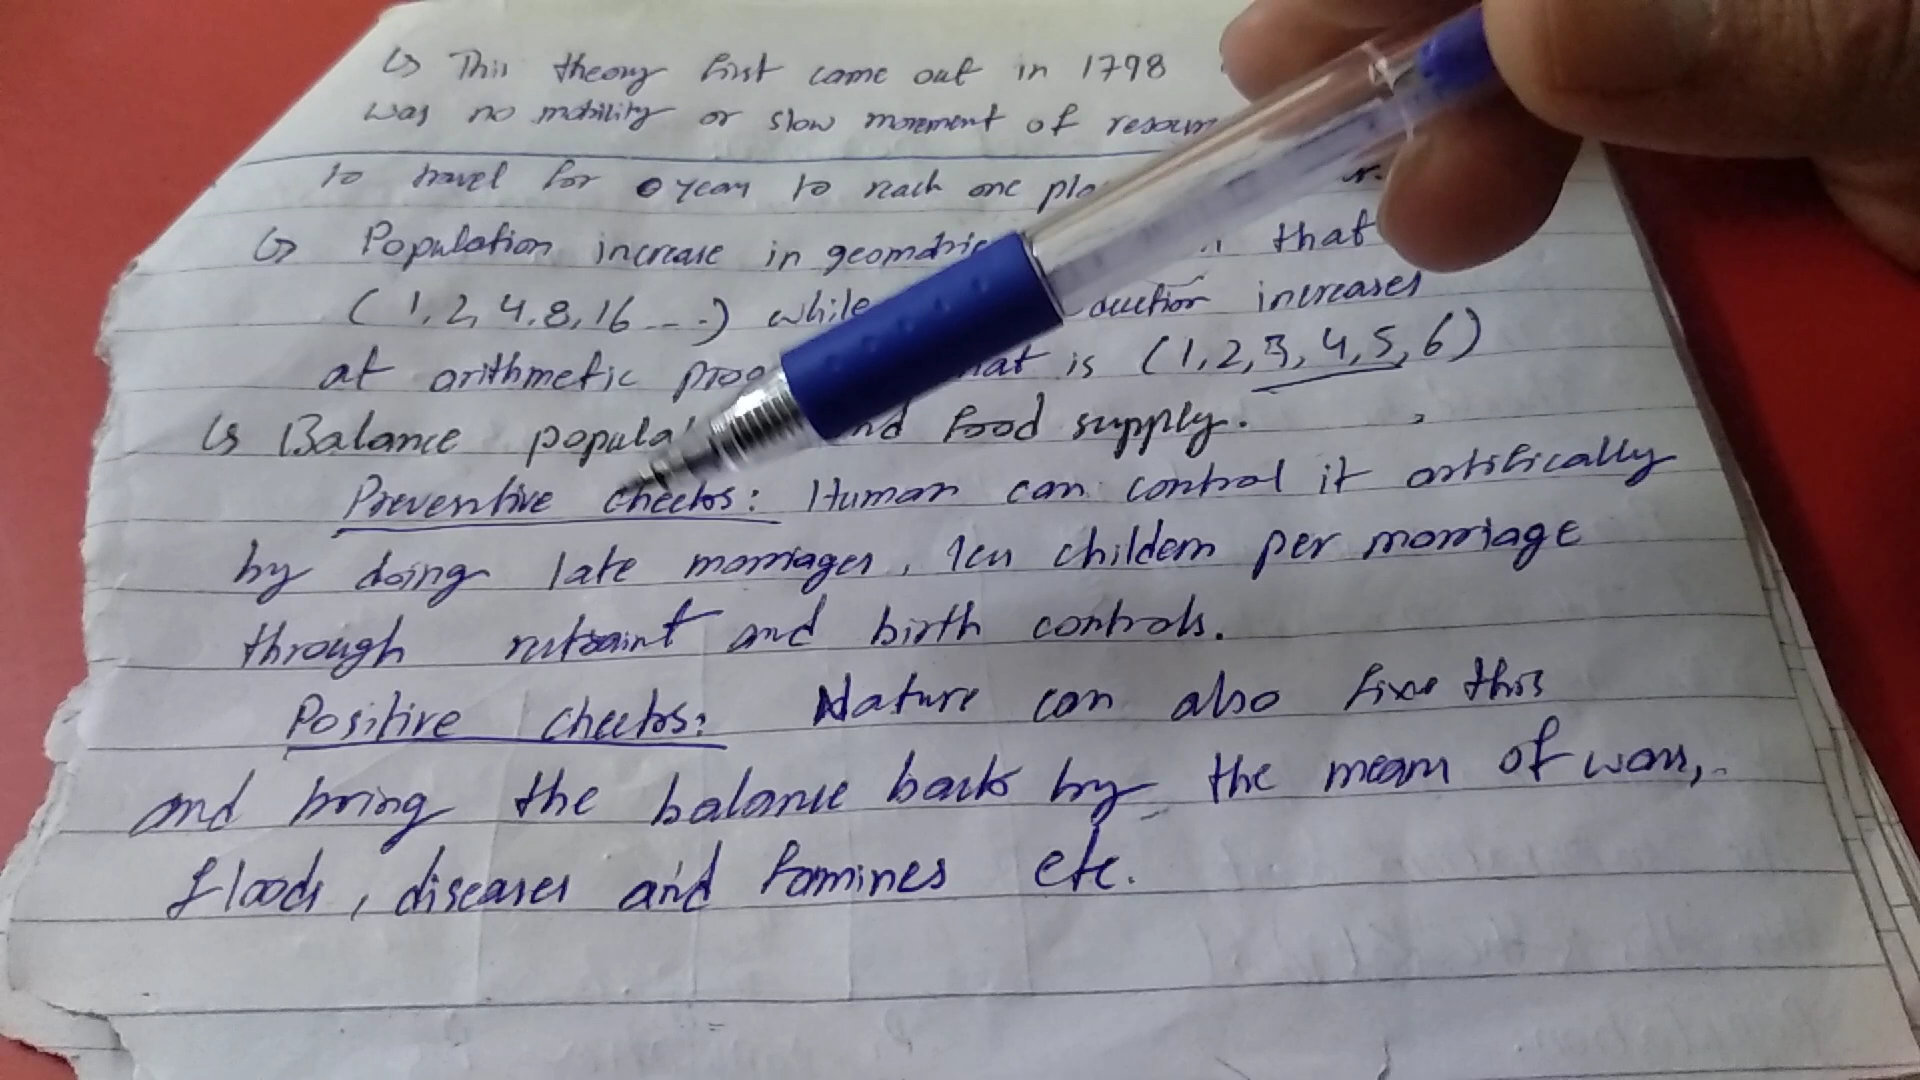 ↳ This theory first came out in 1798
was no mobility or slow movement of
to travel for a year to reach one
↳ Population increase in that
(1,2,4,8,16 ---) while increases
at arithmetic is (1,2,3,4,5,6)
↳ Balance food supply.
Preventive checks: Human can control it artifically
by doing late marriages, less childern per marriage
through restraint and birth controls.
Positive checks: Nature can also fixe this
and bring the balance back by the mean of wars,
floods, diseases and famines etc.